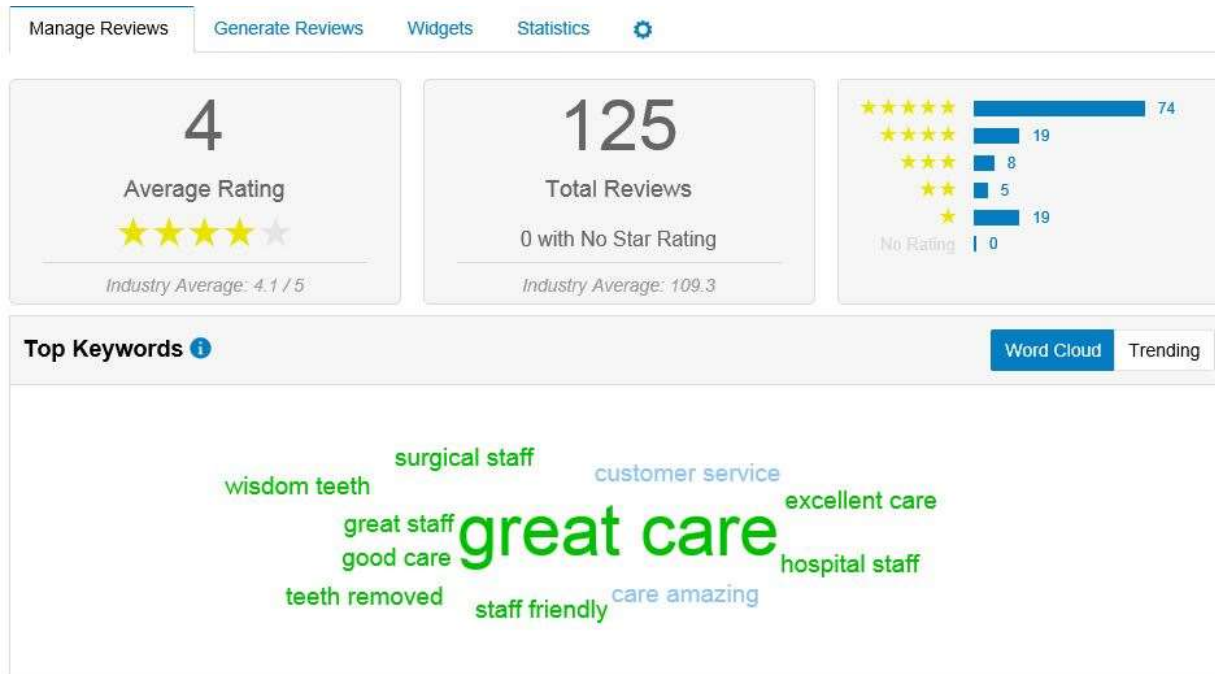 Manage Reviews Generate Reviews Widgets Statistics
4
Average Rating
Industry Average: 4.1 / 5
125
Total Reviews
0 with No Star Rating
Industry Average: 109.3
74
19
8
5
19
No Rating 0
Top Keywords
Word Cloud Trending
surgical staff
customer service
wisdom teeth
excellent care
great staff
great care
good care
hospital staff
teeth removed
care amazing
staff friendly